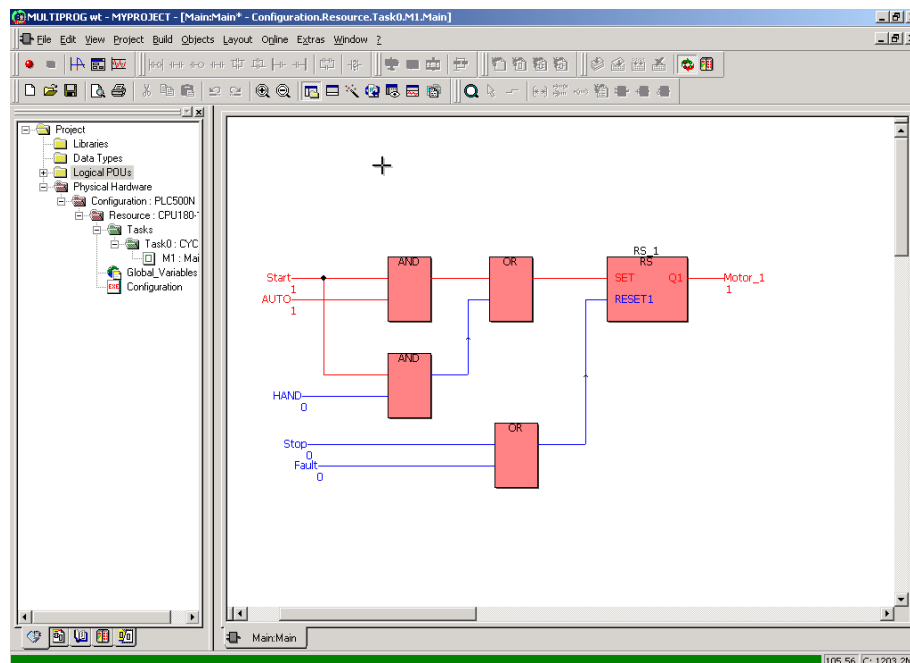 MULTIPROG wt - MYPROJECT - [Main:Main* - Configuration.Resource.Task0.M1.Main]
File Edit View Project Build Objects Layout Online Extras Window ?
Project
Libraries
Data Types
Logical POUs
Physical Hardware
Configuration : PLC500N
Resource : CPU180-
Tasks
Task0 : CYC
M1 : Mai
Global_Variables
EXE Configuration
RS_1
AND OR RS
Start SET Q1 Motor_1
1 1
AUTO RESET1
1
AND
HAND
0
OR
Stop
0
Fault
0
Main:Main
105,56 C: 1203,2